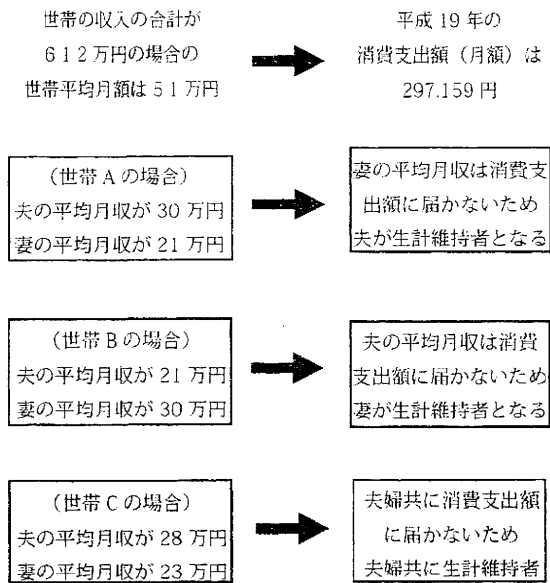 世帯の収入の合計が
612万円の場合の
世帯平均月額は51万円
平成19年の
消費支出額（月額）は
297.159円
（世帯Aの場合）
夫の平均月収が30万円
妻の平均月収が21万円
妻の平均月収は消費支
出額に届かないため
夫が生計維持者となる
（世帯Bの場合）
夫の平均月収が21万円
妻の平均月収が30万円
夫の平均月収は消費
支出額に届かないため
妻が生計維持者となる
（世帯Cの場合）
夫の平均月収が28万円
妻の平均月収が23万円
夫婦共に消費支出額
に届かないため
夫婦共に生計維持者